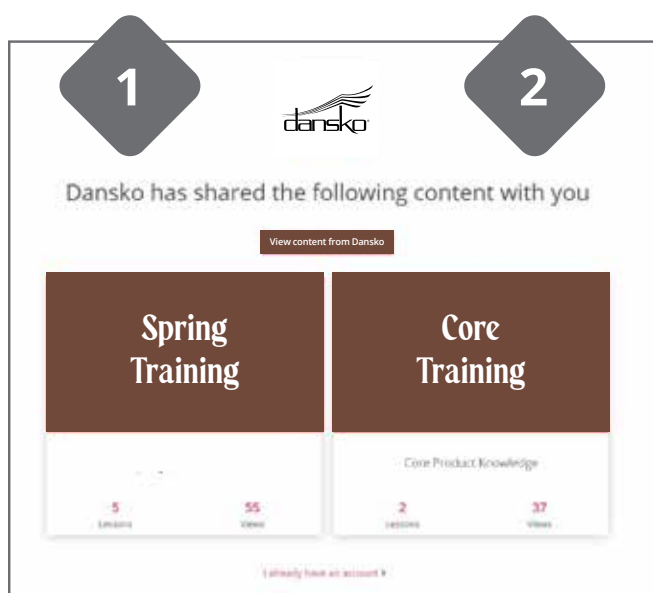 1
2
dansko
Dansko has shared the following content with you
View content from Dansko
Spring
Training
Core
Training
Core Product Knowledge
5
55
2
37
Lessons
Views
Lessons
Views
I already have an account